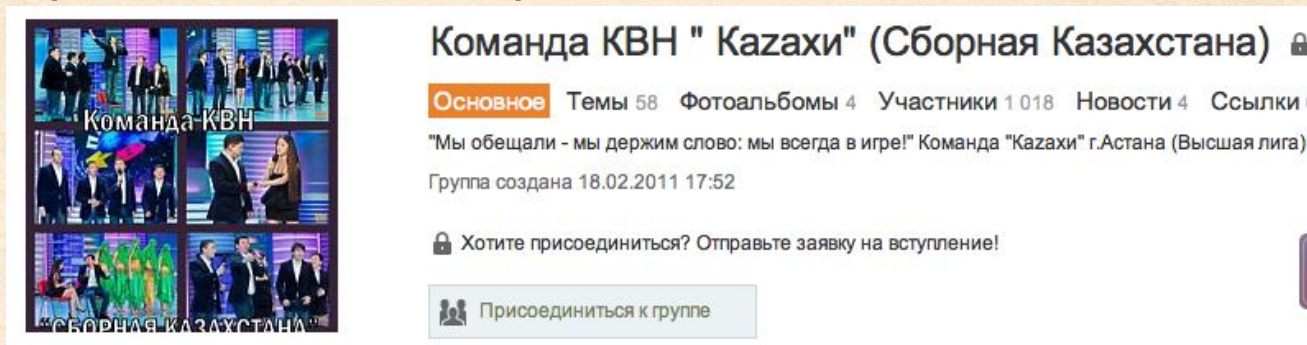 Команда КВН
"СБОРНАЯ КАЗАХСТАНА"
Команда КВН " Каzахи" (Сборная Казахстана)
Основное Темы 58 Фотоальбомы 4 Участники 1 018 Новости 4 Ссылки
"Мы обещали - мы держим слово: мы всегда в игре!" Команда "Каzахи" г.Астана (Высшая лига)
Группа создана 18.02.2011 17:52
Хотите присоединиться? Отправьте заявку на вступление!
Присоединиться к группе